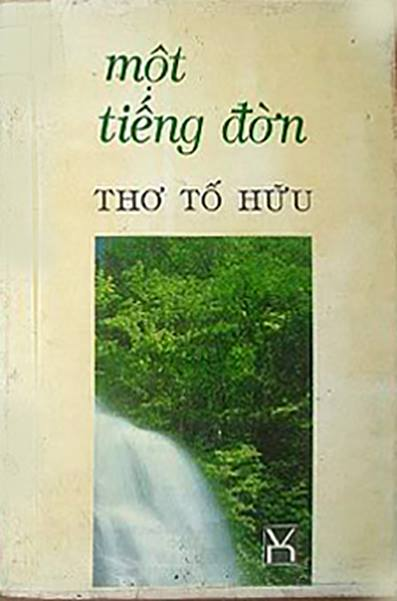 một
tiếng đờn
THƠ TỐ HỮU